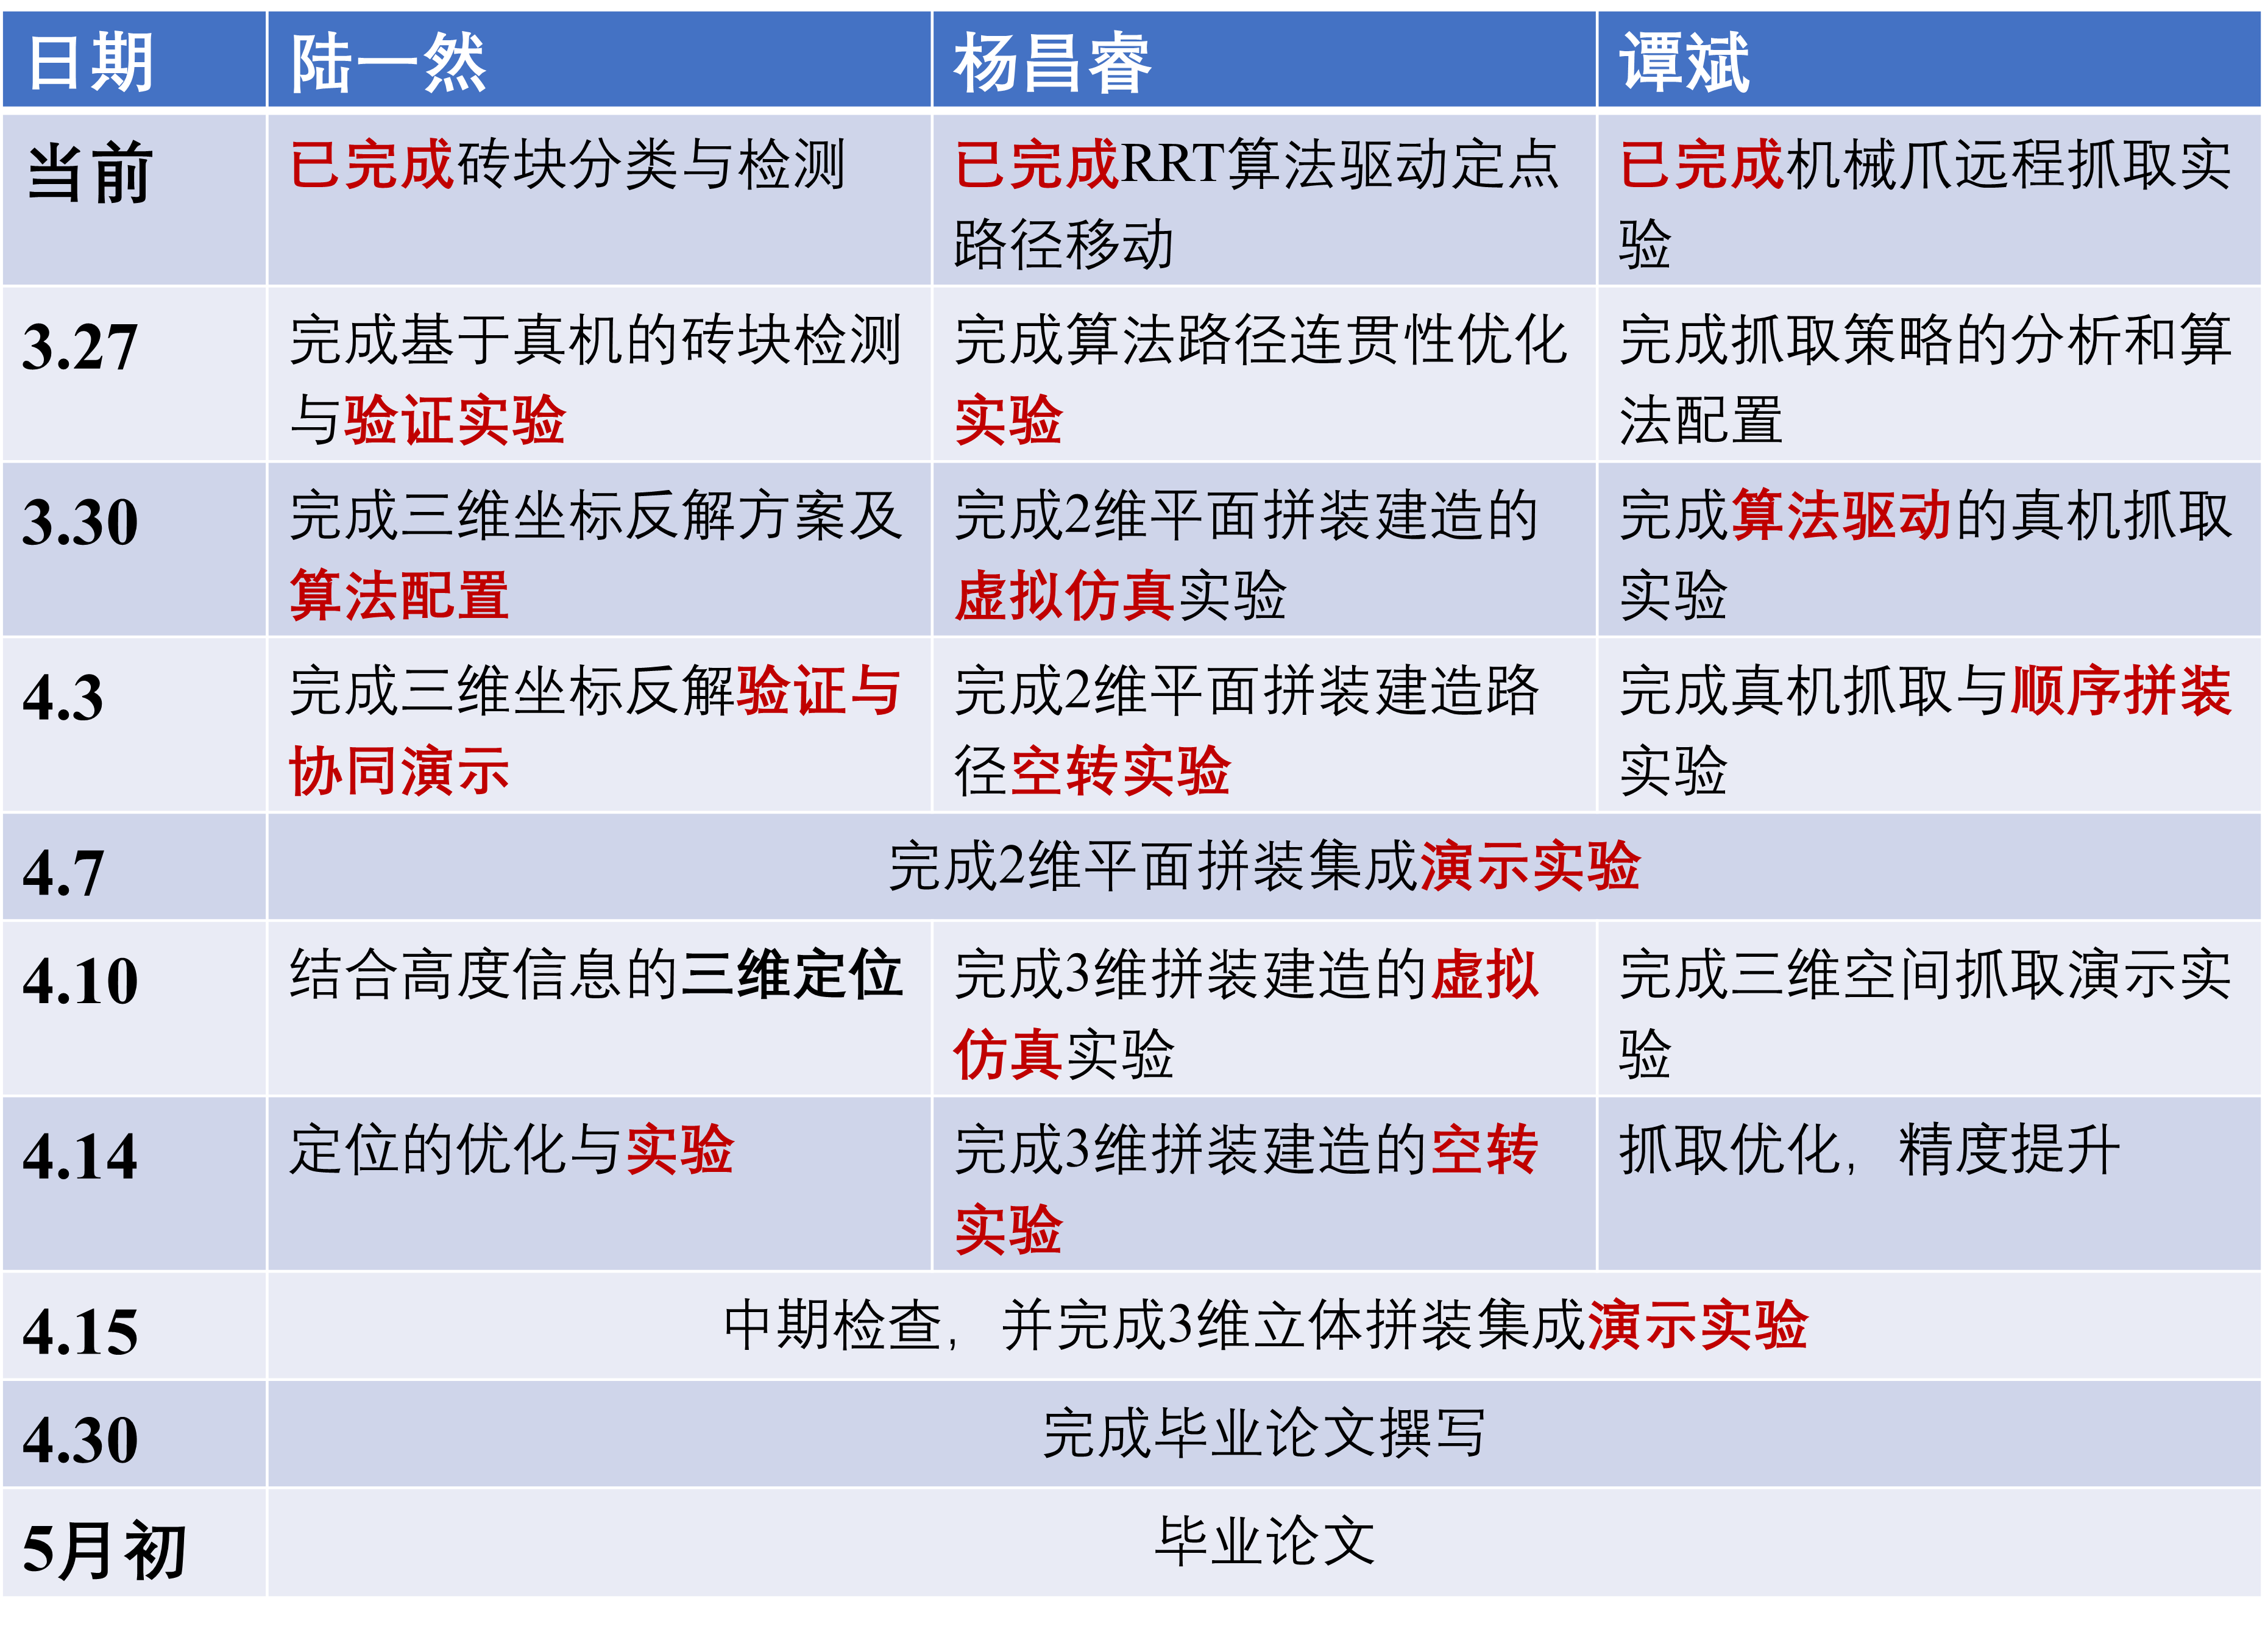 日期 陆一然 杨昌睿 谭斌
当前
已完成砖块分类与检测
已完成RRT算法驱动定点
路径移动
已完成机械爪远程抓取实
验
3.27
完成基于真机的砖块检测
与验证实验
完成算法路径连贯性优化
实验
完成抓取策略的分析和算
法配置
3.30
完成三维坐标反解方案及
算法配置
完成2维平面拼装建造的
虚拟仿真实验
完成算法驱动的真机抓取
实验
4.3
完成三维坐标反解验证与
协同演示
完成2维平面拼装建造路
径空转实验
完成真机抓取与顺序拼装
实验
4.7
完成2维平面拼装集成演示实验
4.10
结合高度信息的三维定位
完成3维拼装建造的虚拟
仿真实验
完成三维空间抓取演示实
验
4.14
定位的优化与实验
完成3维拼装建造的空转
实验
抓取优化，精度提升
4.15
中期检查，并完成3维立体拼装集成演示实验
4.30
完成毕业论文撰写
5月初
毕业论文